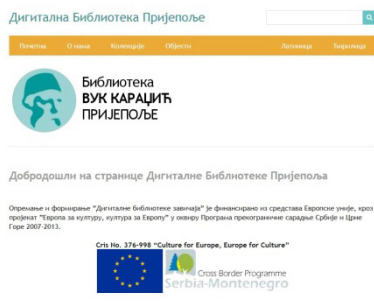 Дигитална Библиотека Пријепоље
Почетна О нама Колекције Објекти Латиница Ћирилица
Библиотека
ВУК КАРАЏИЋ
ПРИЈЕПОЉЕ
Добродошли на странице Дигиталне Библиотеке Пријепоља
Опремање и формирање "Дигиталне библиотеке завичаја" је финансирано из средстава Европске уније, кроз
пројекат "Европа за културу, култура за Европу" у оквиру Програма прекограничне сарадње Србије и Црне
Горе 2007-2013.
Cris No. 376-998 "Culture for Europe, Europe for Culture"
Cross Border Programme
Serbia-Montenegro